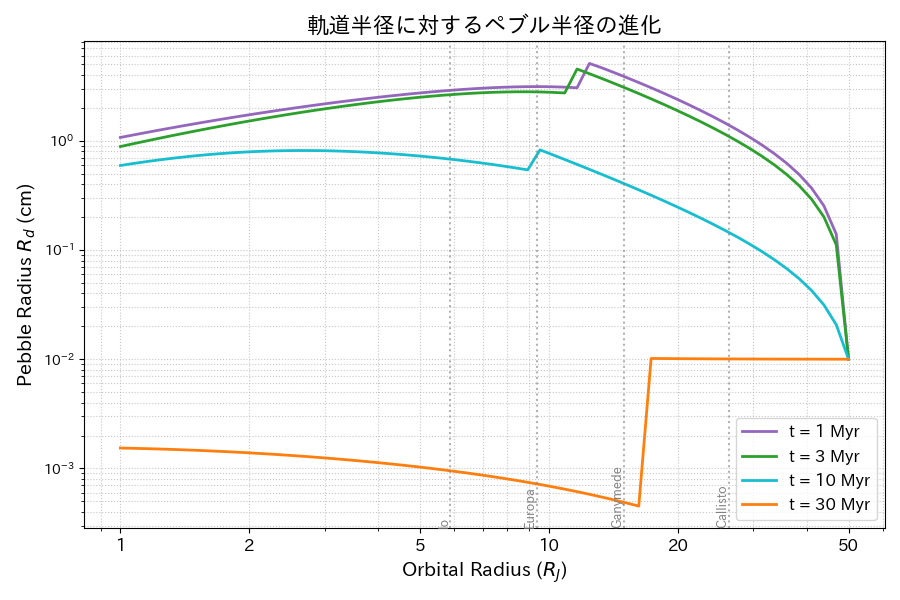 軌道半径に対するペブル半径の進化
Pebble Radius R_d (cm)
10⁰
10⁻¹
10⁻²
10⁻³
Europa
Ganymede
Callisto
t = 1 Myr
t = 3 Myr
t = 10 Myr
t = 30 Myr
1 2 5 10 20 50
Orbital Radius (R_J)